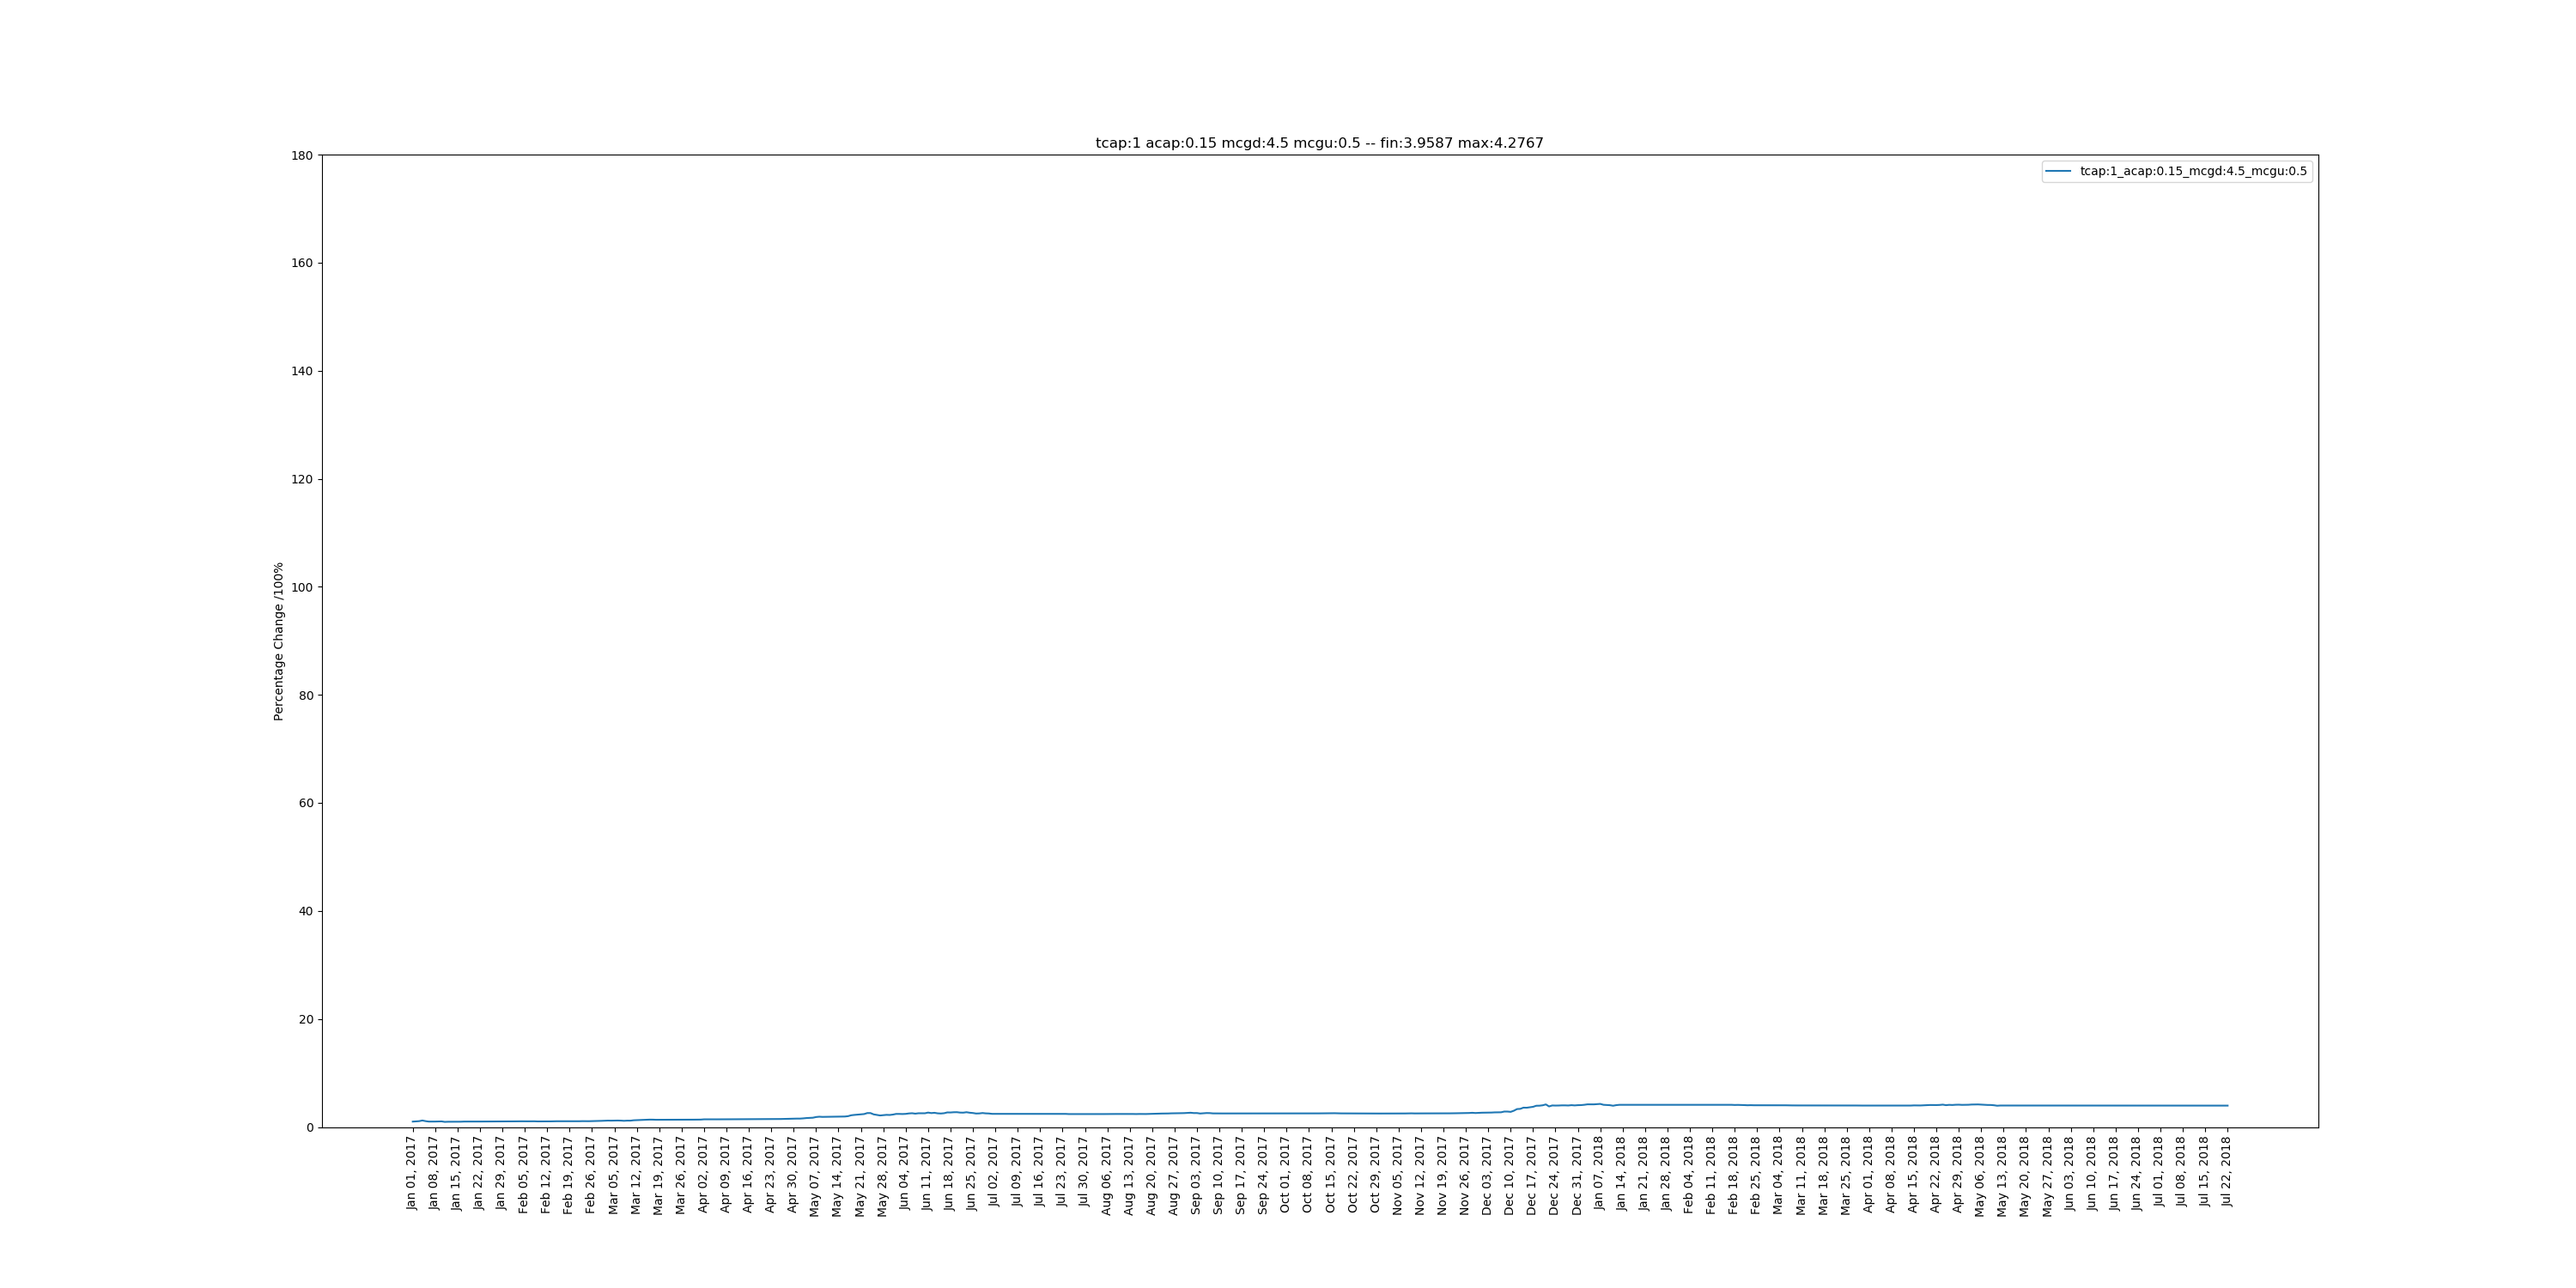 tcap:1 acap:0.15 mcgd:4.5 mcgu:0.5 -- fin:3.9587 max:4.2767
tcap:1_acap:0.15_mcgd:4.5_mcgu:0.5
Percentage Change /100%
180
160
140
120
100
80
60
40
20
0
Jan 01, 2017
Jan 08, 2017
Jan 15, 2017
Jan 22, 2017
Jan 29, 2017
Feb 05, 2017
Feb 12, 2017
Feb 19, 2017
Feb 26, 2017
Mar 05, 2017
Mar 12, 2017
Mar 19, 2017
Mar 26, 2017
Apr 02, 2017
Apr 09, 2017
Apr 16, 2017
Apr 23, 2017
Apr 30, 2017
May 07, 2017
May 14, 2017
May 21, 2017
May 28, 2017
Jun 04, 2017
Jun 11, 2017
Jun 18, 2017
Jun 25, 2017
Jul 02, 2017
Jul 09, 2017
Jul 16, 2017
Jul 23, 2017
Jul 30, 2017
Aug 06, 2017
Aug 13, 2017
Aug 20, 2017
Aug 27, 2017
Sep 03, 2017
Sep 10, 2017
Sep 17, 2017
Sep 24, 2017
Oct 01, 2017
Oct 08, 2017
Oct 15, 2017
Oct 22, 2017
Oct 29, 2017
Nov 05, 2017
Nov 12, 2017
Nov 19, 2017
Nov 26, 2017
Dec 03, 2017
Dec 10, 2017
Dec 17, 2017
Dec 24, 2017
Dec 31, 2017
Jan 07, 2018
Jan 14, 2018
Jan 21, 2018
Jan 28, 2018
Feb 04, 2018
Feb 11, 2018
Feb 18, 2018
Feb 25, 2018
Mar 04, 2018
Mar 11, 2018
Mar 18, 2018
Mar 25, 2018
Apr 01, 2018
Apr 08, 2018
Apr 15, 2018
Apr 22, 2018
Apr 29, 2018
May 06, 2018
May 13, 2018
May 20, 2018
May 27, 2018
Jun 03, 2018
Jun 10, 2018
Jun 17, 2018
Jun 24, 2018
Jul 01, 2018
Jul 08, 2018
Jul 15, 2018
Jul 22, 2018